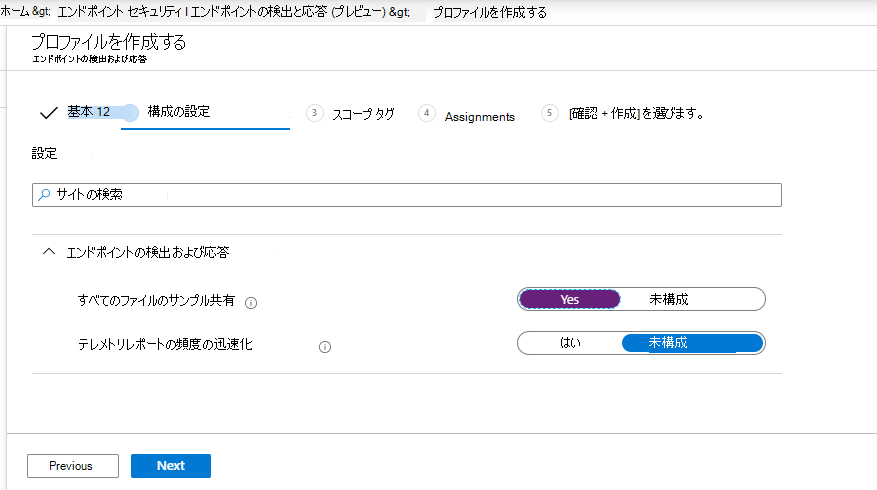 ホーム &gt; エンドポイント セキュリティ | エンドポイントの検出と応答 (プレビュー) &gt; プロファイルを作成する
プロファイルを作成する
エンドポイントの検出および応答
基本 12 構成の設定 3 スコープ タグ 4 Assignments 5 [確認 + 作成] を選びます。
設定
サイトの検索
エンドポイントの検出および応答
すべてのファイルのサンプル共有 Yes 未構成
テレメトリレポートの頻度の迅速化 はい 未構成
Previous Next